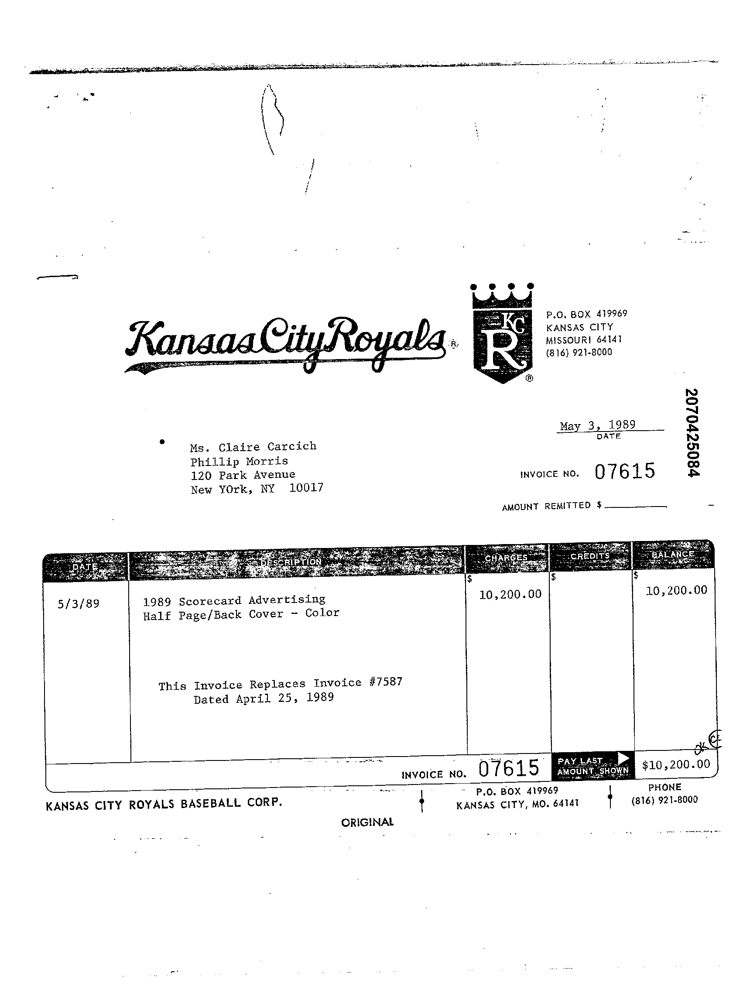 Kansas City Royals ®
KC
R
®
P.O. BOX 419969
KANSAS CITY
MISSOURI 64141
(816) 921-8000
2070425084
May 3, 1989
DATE
Ms. Claire Carcich
Phillip Morris
120 Park Avenue
New YOrk, NY 10017
INVOICE NO. 07615
AMOUNT REMITTED $
DATE DESCRIPTION CHARGES CREDITS BALANCE
$ $ $
5/3/89 1989 Scorecard Advertising 10,200.00 10,200.00
Half Page/Back Cover - Color
This Invoice Replaces Invoice #7587
Dated April 25, 1989
OK
INVOICE NO. 07615 PAY LAST AMOUNT SHOWN $10,200.00
KANSAS CITY ROYALS BASEBALL CORP.
P.O. BOX 419969
KANSAS CITY, MO. 64141
PHONE
(816) 921-8000
ORIGINAL